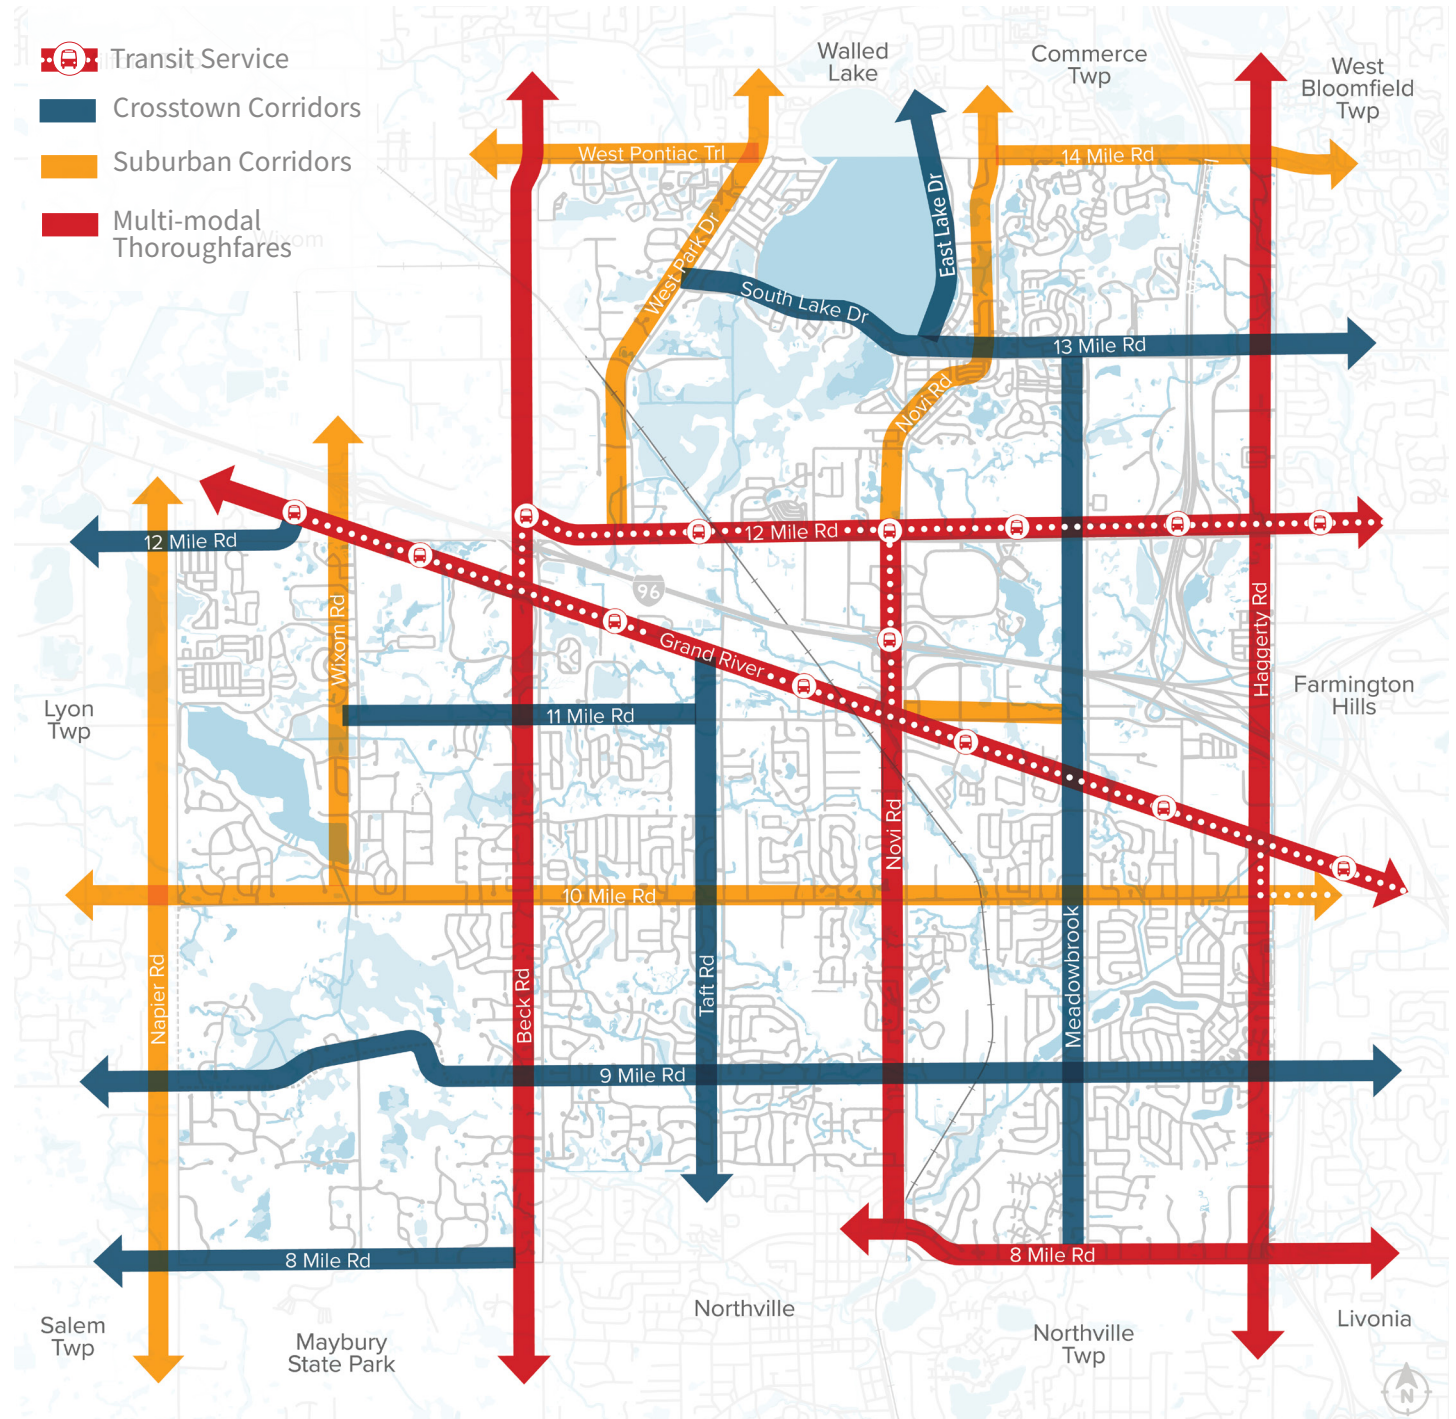 Transit Service
Crosstown Corridors
Suburban Corridors
Multi-modal
Thoroughfares
Wixom
Walled
Lake
Commerce
Twp
West
Bloomfield
Twp
West Pontiac Trl
14 Mile Rd
West Park Dr
East Lake Dr
South Lake Dr
13 Mile Rd
Novi Rd
12 Mile Rd
12 Mile Rd
96
Wixom Rd
Grand River
Haggerty Rd
Lyon
Twp
Farmington
Hills
11 Mile Rd
Novi Rd
10 Mile Rd
Napier Rd
Beck Rd
Taft Rd
Meadowbrook
9 Mile Rd
8 Mile Rd
8 Mile Rd
Salem
Twp
Maybury
State Park
Northville
Northville
Twp
Livonia
N